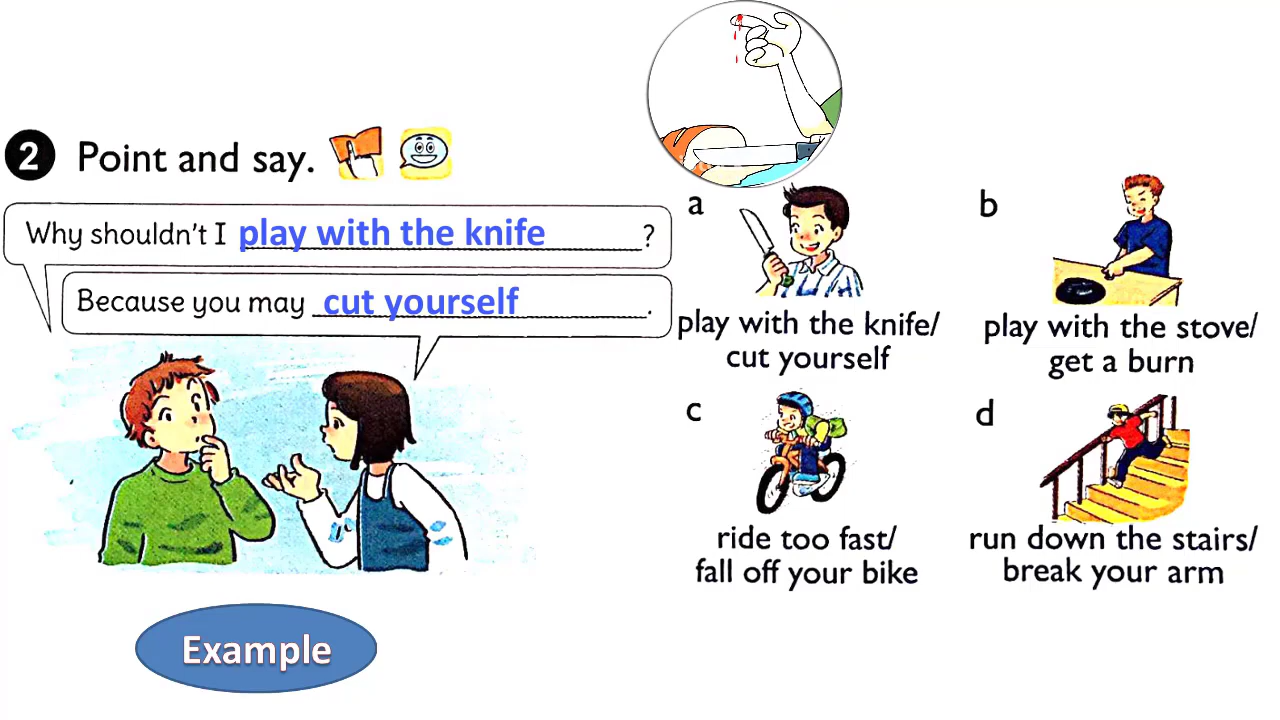 2 Point and say.
Why shouldn't I play with the knife ?
Because you may cut yourself .
a
play with the knife/
cut yourself
b
play with the stove/
get a burn
c
ride too fast/
fall off your bike
d
run down the stairs/
break your arm
Example